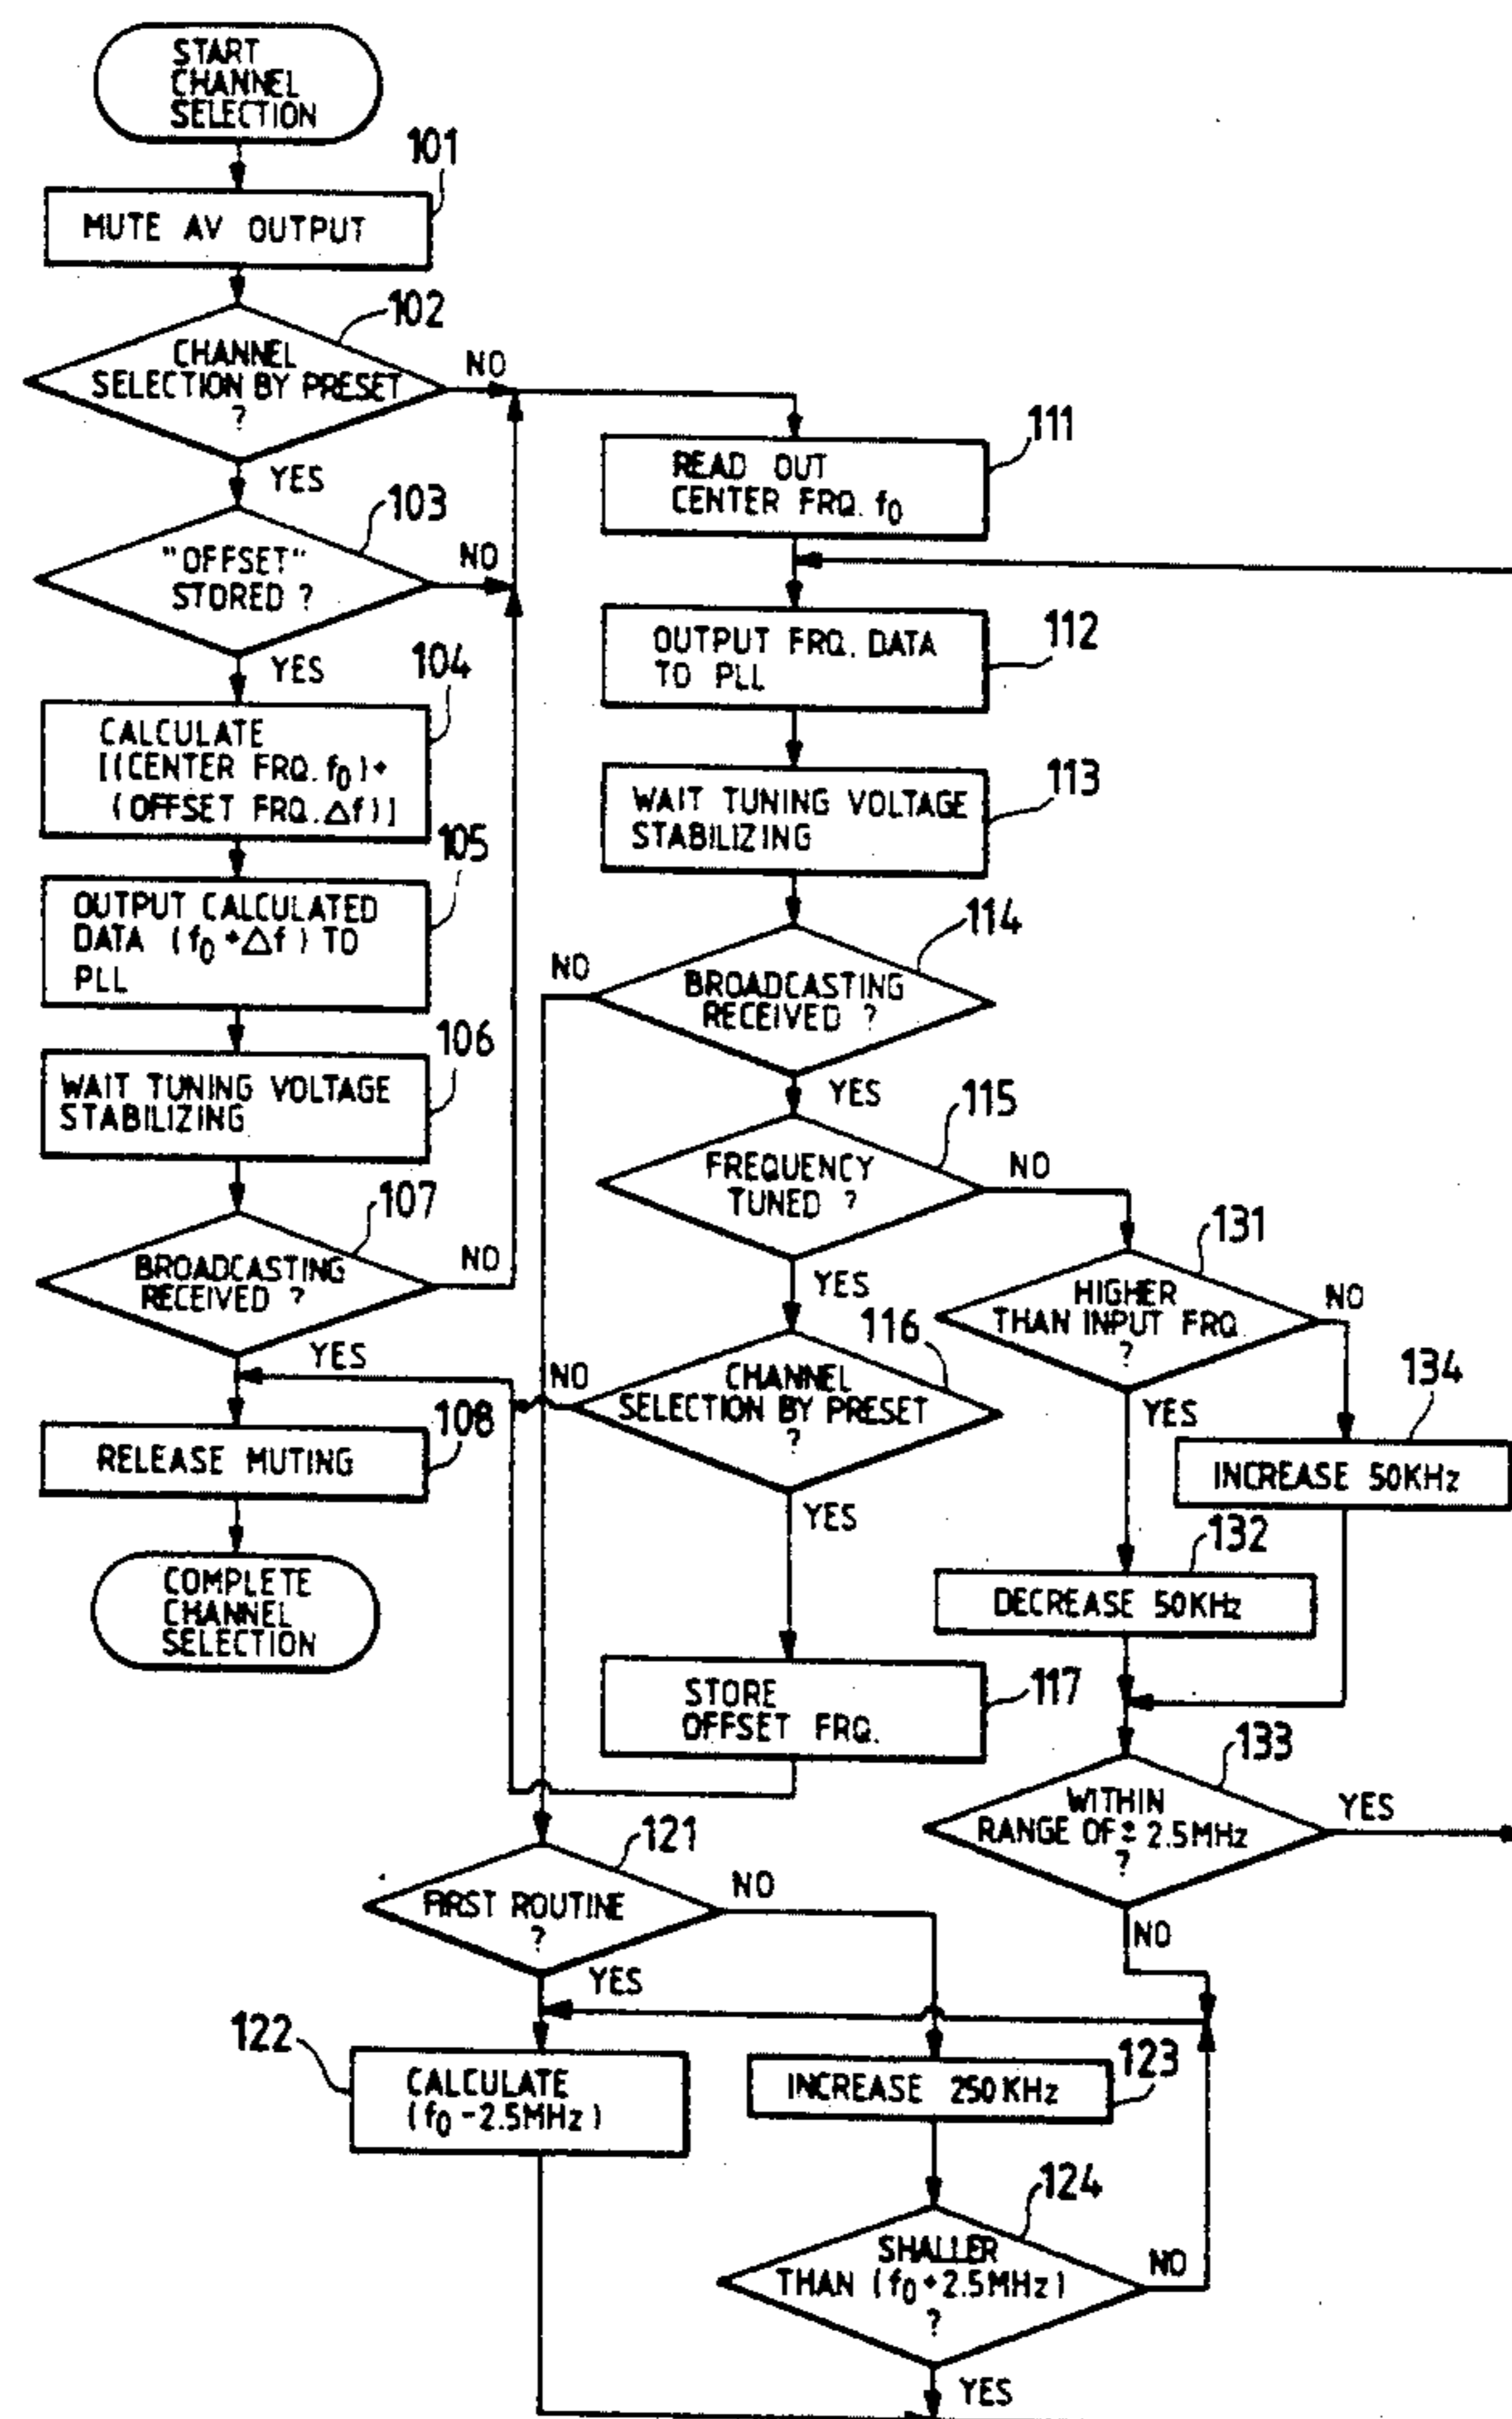 START
CHANNEL
SELECTION
101
MUTE AV OUTPUT
102
CHANNEL
SELECTION BY PRESET
?
NO
YES
103
"OFFSET"
STORED ?
NO
YES
104
CALCULATE
[(CENTER FRQ. f0)+
(OFFSET FRQ. Δf)]
105
OUTPUT CALCULATED
DATA (f0+Δf) TO
PLL
106
WAIT TUNING VOLTAGE
STABILIZING
107
BROADCASTING
RECEIVED ?
NO
YES
108
RELEASE MUTING
COMPLETE
CHANNEL
SELECTION
111
READ OUT
CENTER FRQ. f0
112
OUTPUT FRQ. DATA
TO PLL
113
WAIT TUNING VOLTAGE
STABILIZING
114
NO
BROADCASTING
RECEIVED ?
YES
115
FREQUENCY
TUNED ?
NO
YES
116
NO
CHANNEL
SELECTION BY PRESET
?
YES
117
STORE
OFFSET FRQ.
131
HIGHER
THAN INPUT FRQ
?
NO
YES
134
INCREASE 50KHz
132
DECREASE 50KHz
133
WITHIN
RANGE OF ± 2.5MHz
?
YES
NO
121
FIRST ROUTINE
?
NO
YES
122
CALCULATE
(f0-2.5MHz)
123
INCREASE 250KHz
124
SHALLER
THAN (f0+2.5MHz)
?
NO
YES